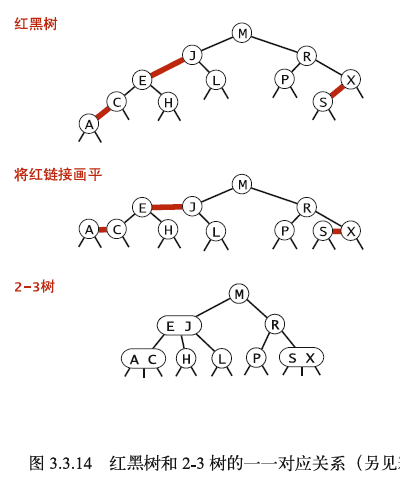 红黑树
M
J R
E L P X
C H S
A
将红链接画平
M
E J R
A C H L P S X
2-3树
M
E J R
A C H L P S X
图 3.3.14 红黑树和 2-3 树的一一对应关系（另见